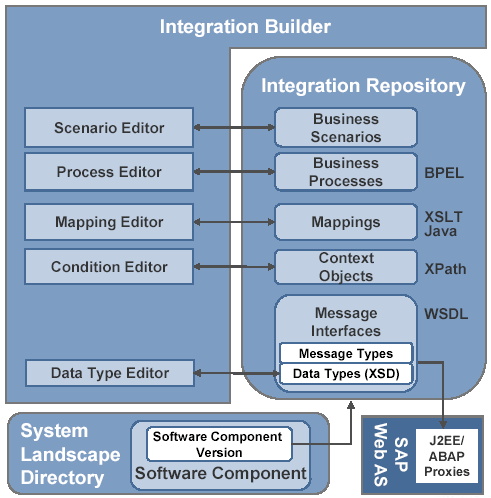 Integration Builder
Integration Repository
Scenario Editor
Business
Scenarios
Process Editor
Business
Processes
BPEL
Mapping Editor
Mappings
XSLT
Java
Condition Editor
Context
Objects
XPath
Message
Interfaces
WSDL
Message Types
Data Type Editor
Data Types (XSD)
System
Landscape
Directory
Software Component
Version
Software Component
SAP
Web AS
J2EE/
ABAP
Proxies